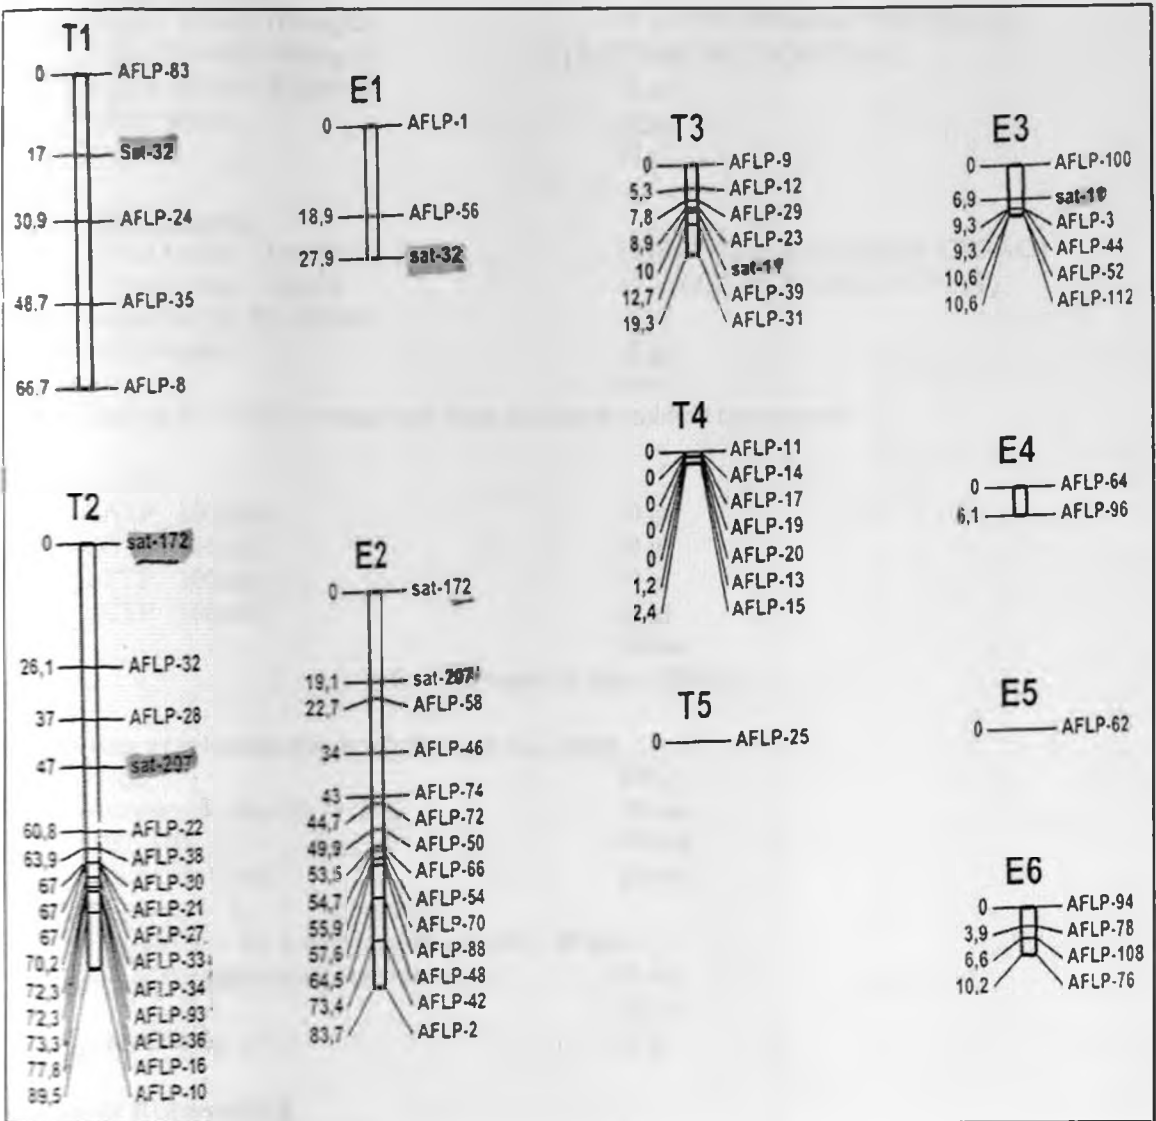 T1
0 AFLP-83
17 Sat-32
30,9 AFLP-24
48.7 AFLP-35
66.7 AFLP-8
E1
0 AFLP-1
18,9 AFLP-56
27,9 sat-32
T3
0 AFLP-9
5,3 AFLP-12
7,8 AFLP-29
8,9 AFLP-23
10
12,7 AFLP-39
19,3 AFLP-31
E3
0 AFLP-100
6,9
9,3 AFLP-3
9,3 AFLP-44
10,6 AFLP-52
10,6 AFLP-112
T4
0 AFLP-11
0 AFLP-14
0 AFLP-17
0 AFLP-19
0 AFLP-20
1,2 AFLP-13
2,4 AFLP-15
E4
0 AFLP-64
6,1 AFLP-96
T2
0 sat-172
26,1 AFLP-32
37 AFLP-28
47 sat-207
60,8 AFLP-22
63,9 AFLP-38
67 AFLP-30
67 AFLP-21
67 AFLP-27
70,2 AFLP-33
72,3 AFLP-34
72,3 AFLP-93
73,3 AFLP-36
77,8 AFLP-16
89,5 AFLP-10
E2
0 sat-172
19,1 sat-207
22,7 AFLP-58
34 AFLP-46
43 AFLP-74
44,7 AFLP-72
49,9 AFLP-50
53,5 AFLP-66
54,7 AFLP-54
55,9 AFLP-70
57,6 AFLP-88
64,5 AFLP-48
73,4 AFLP-42
83,7 AFLP-2
T5
0 AFLP-25
E5
0 AFLP-62
E6
0 AFLP-94
3,9 AFLP-78
6,6 AFLP-108
10,2 AFLP-76